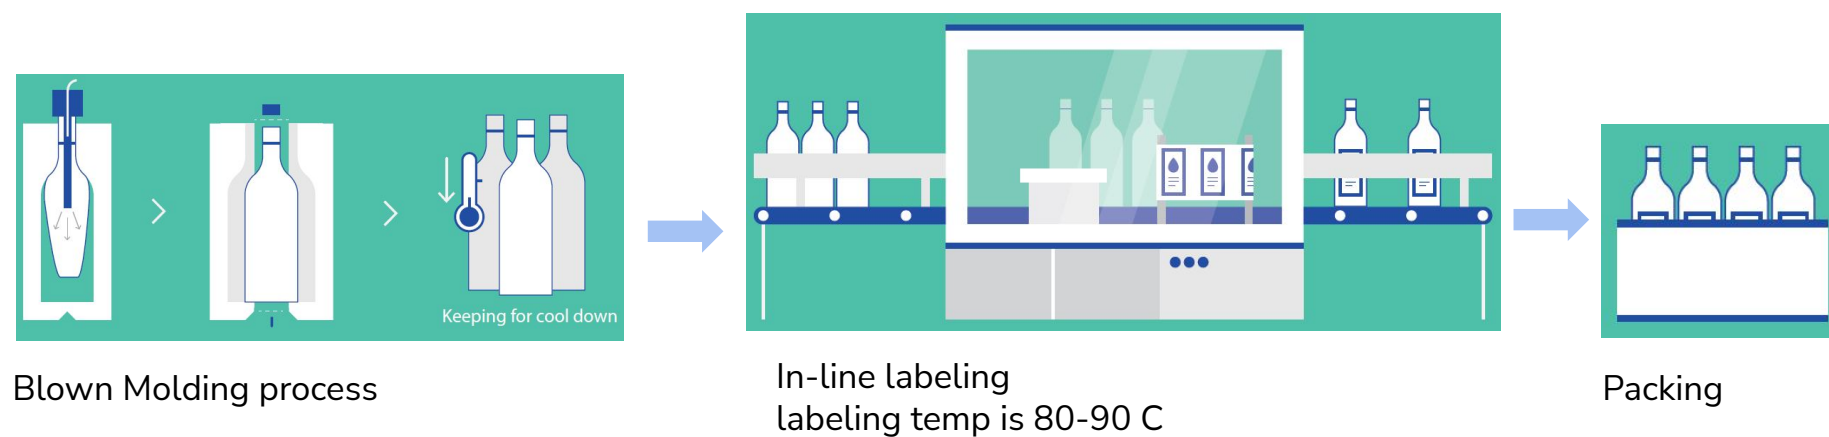 Keeping for cool down
Blown Molding process
In-line labeling
labeling temp is 80-90 C
Packing